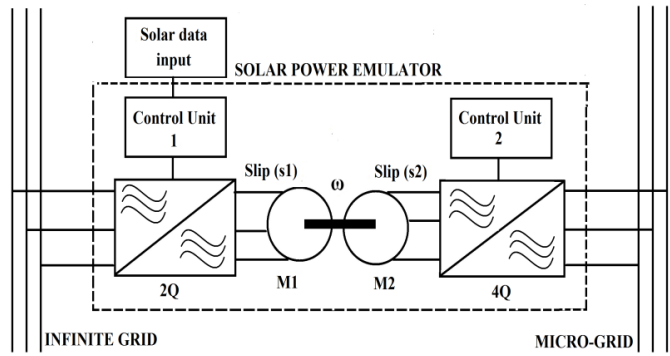 Solar data
input
SOLAR POWER EMULATOR
Control Unit
1
Control Unit
2
Slip (s1)
Slip (s2)
ω
M1
M2
2Q
4Q
INFINITE GRID
MICRO-GRID